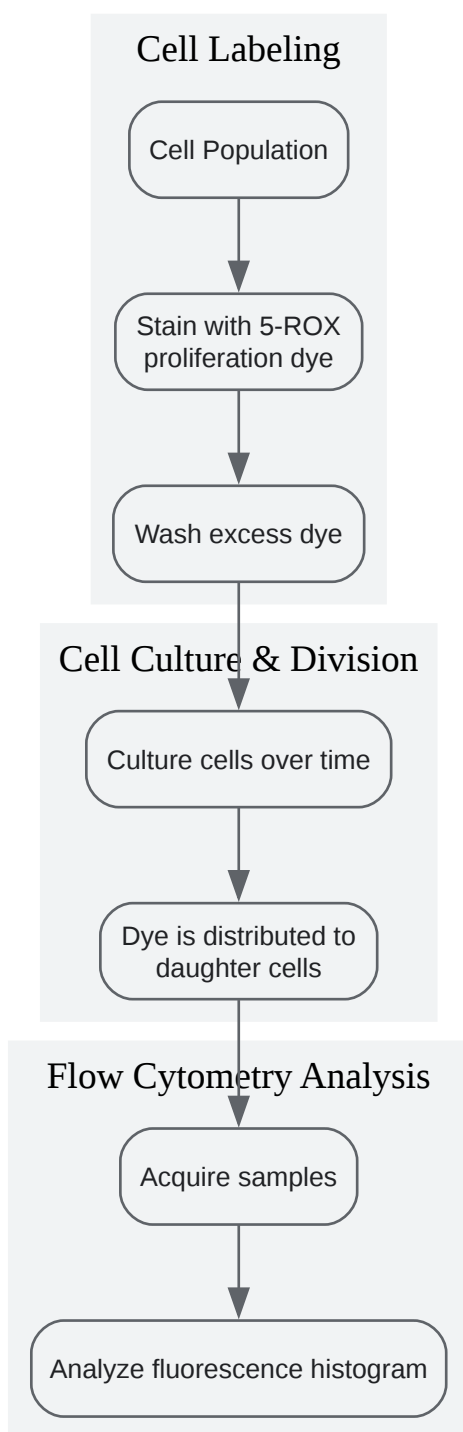 Cell Labeling
Cell Population
Stain with 5-ROX
proliferation dye
Wash excess dye
Cell Culture & Division
Culture cells over time
Dye is distributed to
daughter cells
Flow Cytometry Analysis
Acquire samples
Analyze fluorescence histogram